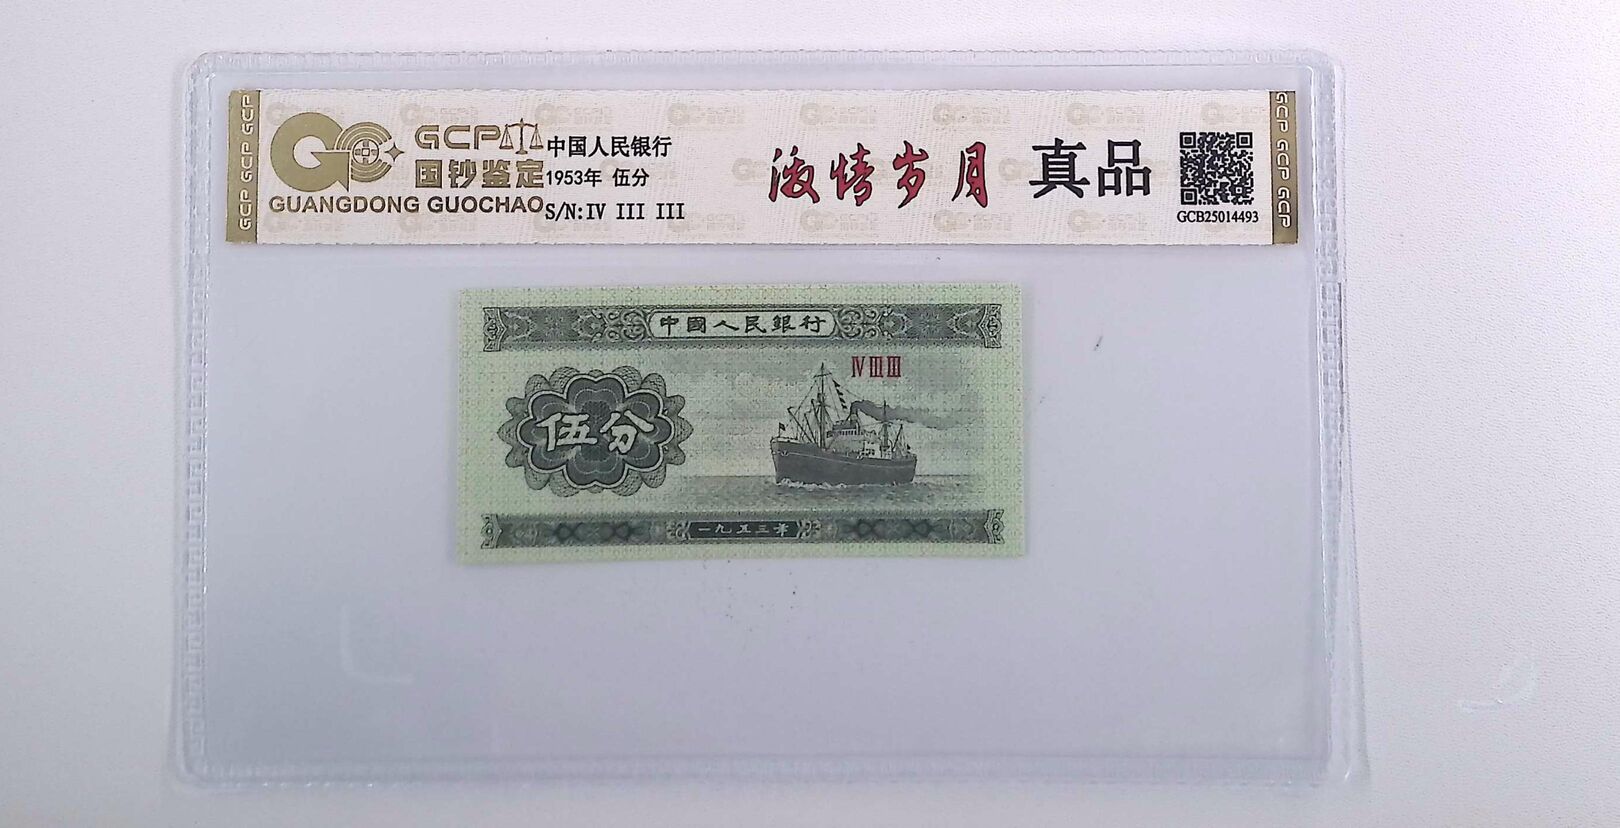 GCP
国钞鉴定
GUANGDONG GUOCHAO
中国人民银行
1953年 伍分
S/N:IV III III
激情岁月
真品
GCB25014493
GCP GCP GCP
GCP GCP GCP
中國人民銀行
IV III III
伍分
一九五三年